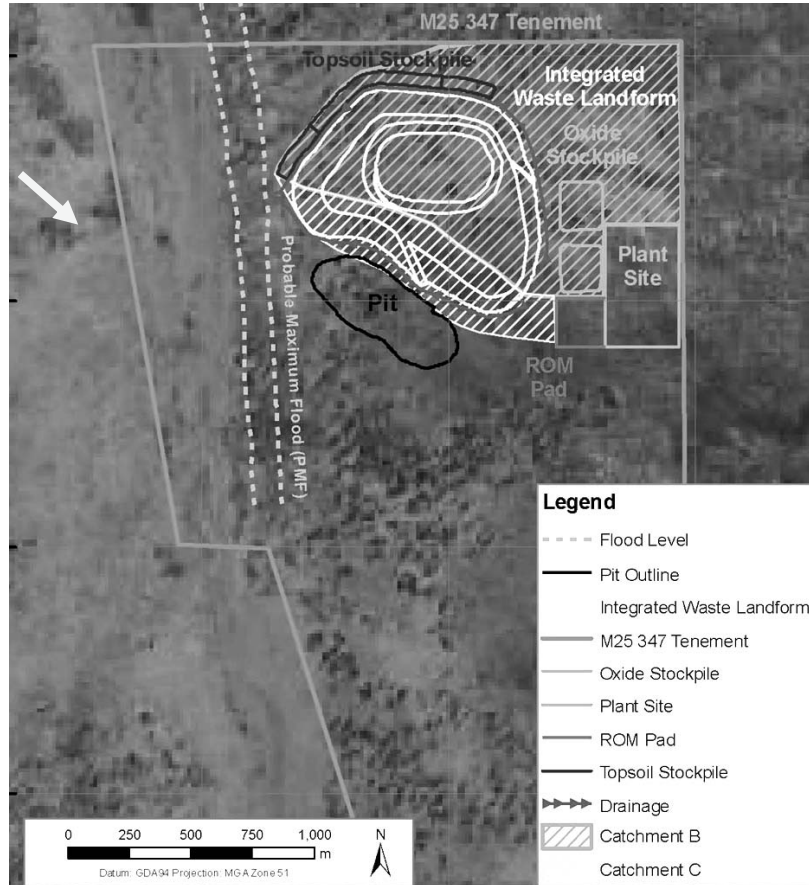 M25 347 Tenement
Topsoil Stockpile
Integrated
Waste Landform
Oxide
Stockpile
Plant
Site
Pit
Probable Maximum Flood (PMF)
ROM
Pad
Legend
Flood Level
Pit Outline
Integrated Waste Landform
M25 347 Tenement
Oxide Stockpile
Plant Site
ROM Pad
Topsoil Stockpile
Drainage
Catchment B
Catchment C
0 250 500 750 1,000
m
N
Datum: GDA94 Projection: MGA Zone 51